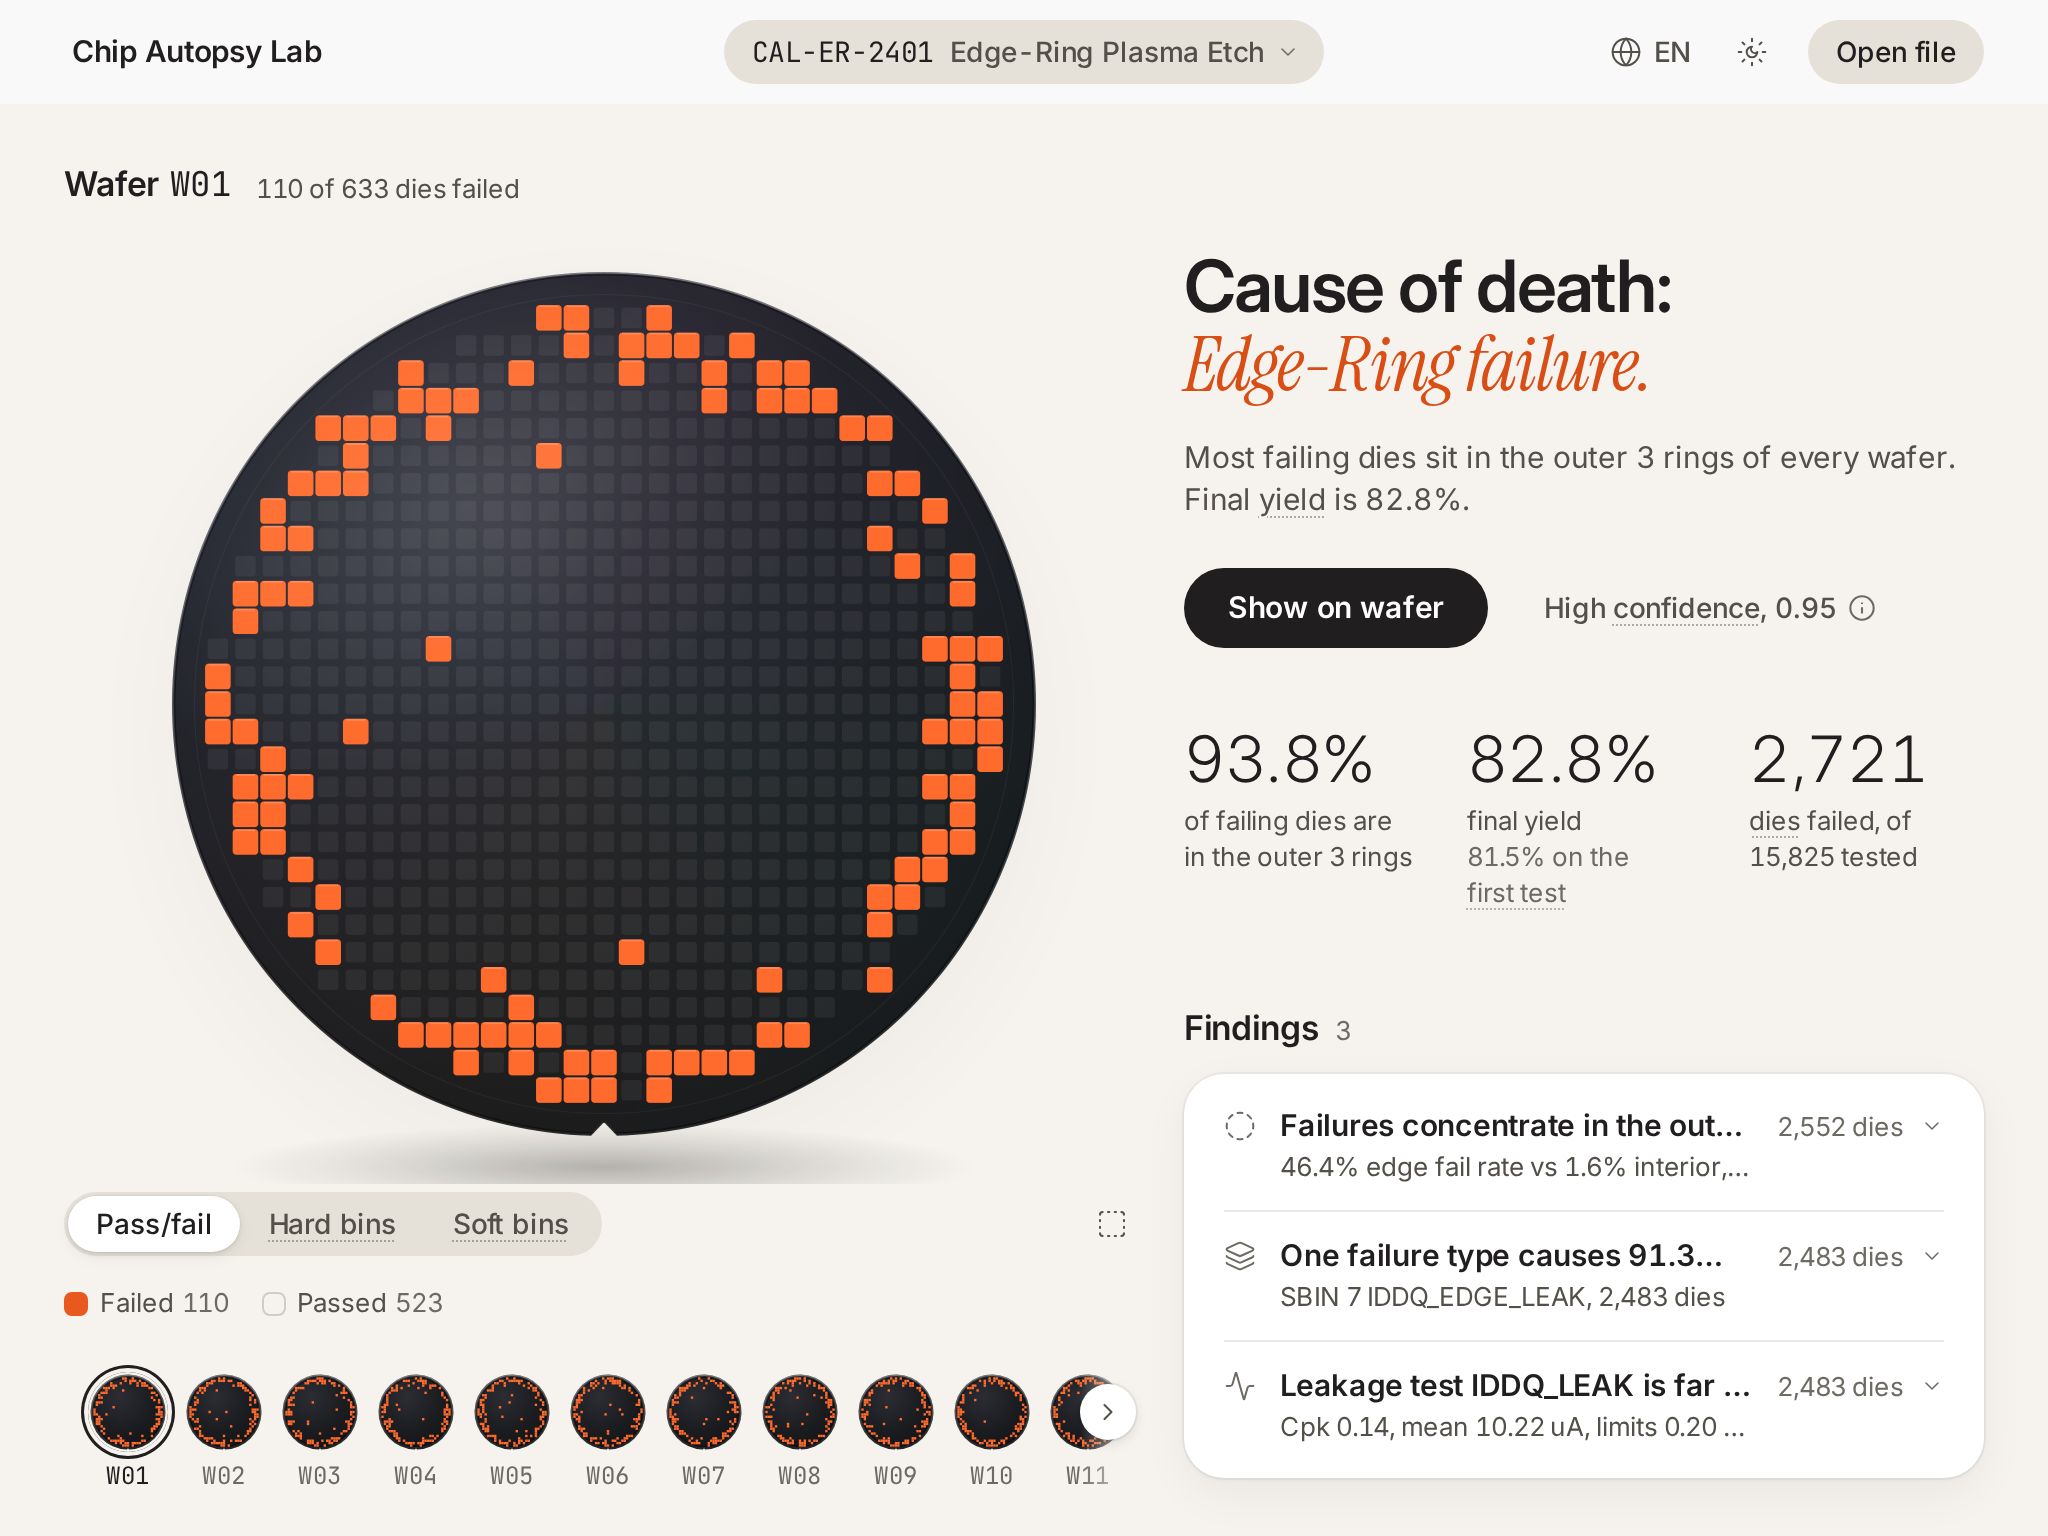 Chip Autopsy Lab
CAL-ER-2401 Edge-Ring Plasma Etch
EN
Open file
Wafer W01 110 of 633 dies failed
Cause of death:
Edge-Ring failure.
Most failing dies sit in the outer 3 rings of every wafer.
Final yield is 82.8%.
Show on wafer
High confidence, 0.95
93.8%
of failing dies are
in the outer 3 rings
82.8%
final yield
81.5% on the
first test
2,721
dies failed, of
15,825 tested
Findings 3
Failures concentrate in the out... 2,552 dies
46.4% edge fail rate vs 1.6% interior,...
One failure type causes 91.3... 2,483 dies
SBIN 7 IDDQ_EDGE_LEAK, 2,483 dies
Leakage test IDDQ_LEAK is far ... 2,483 dies
Cpk 0.14, mean 10.22 uA, limits 0.20 ...
Pass/fail Hard bins Soft bins
Failed 110 Passed 523
W01 W02 W03 W04 W05 W06 W07 W08 W09 W10 W11